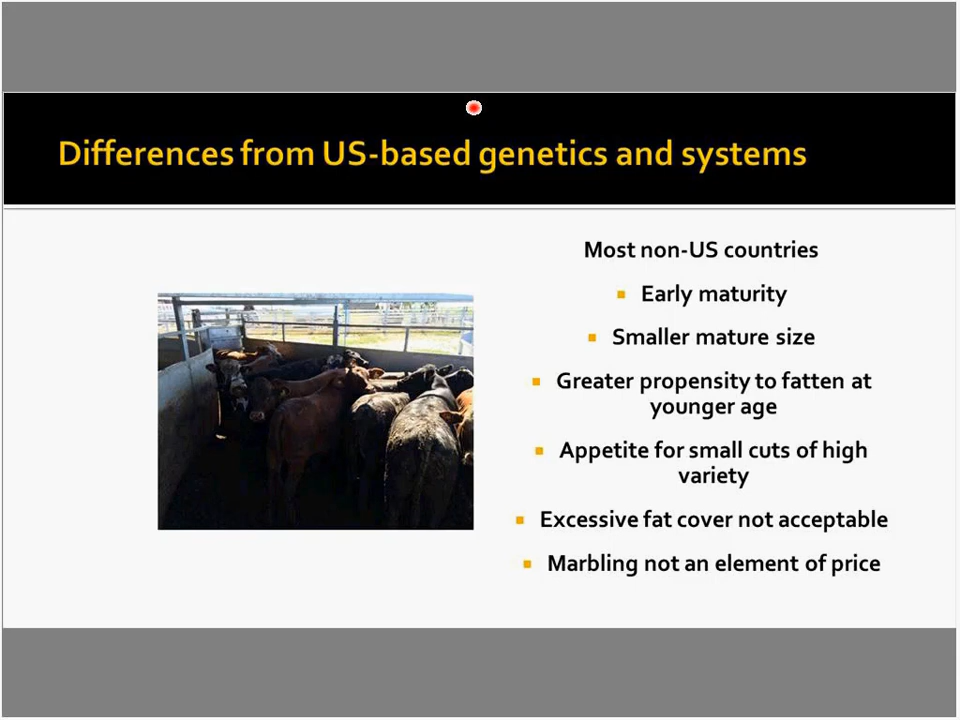 Differences from US-based genetics and systems
Most non-US countries
Early maturity
Smaller mature size
Greater propensity to fatten at
younger age
Appetite for small cuts of high
variety
Excessive fat cover not acceptable
Marbling not an element of price